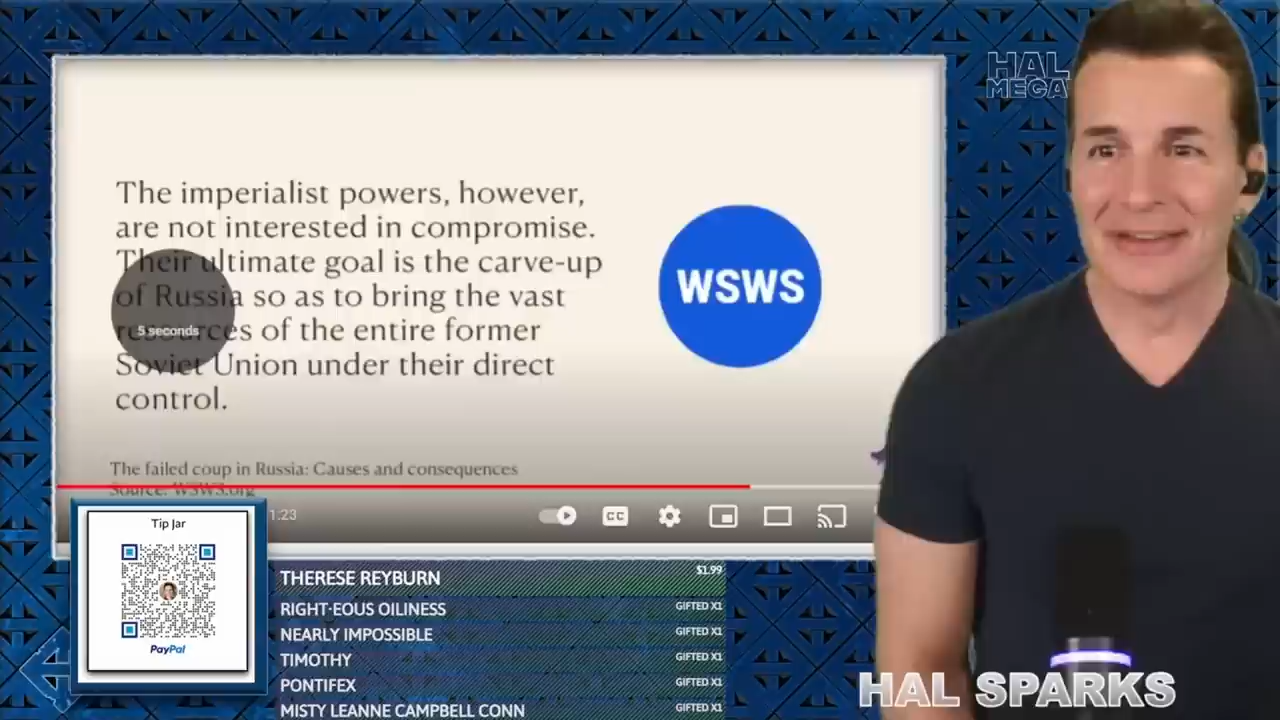 HAL
MEGA
The imperialist powers, however,
are not interested in compromise.
Their ultimate goal is the carve-up
of Russia so as to bring the vast
resources of the entire former
Soviet Union under their direct
control.
WSWS
5 seconds
The failed coup in Russia: Causes and consequences
Source: WSWS.org
1:23
CC
Tip Jar
PayPal
THERESE REYBURN $1.99
RIGHT-EOUS OILINESS GIFTED X1
NEARLY IMPOSSIBLE GIFTED X1
TIMOTHY GIFTED X1
PONTIFEX GIFTED X1
MISTY LEANNE CAMPBELL CONN GIFTED X1
HAL SPARKS